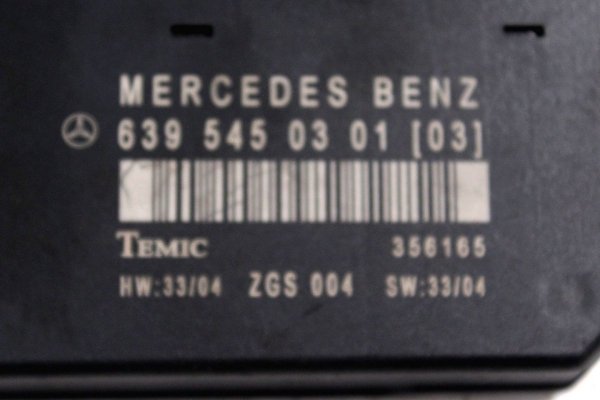 MERCEDES BENZ
639 545 03 01 [03]
TEMIC 356165
HW:33/04 ZGS 004 SW:33/04